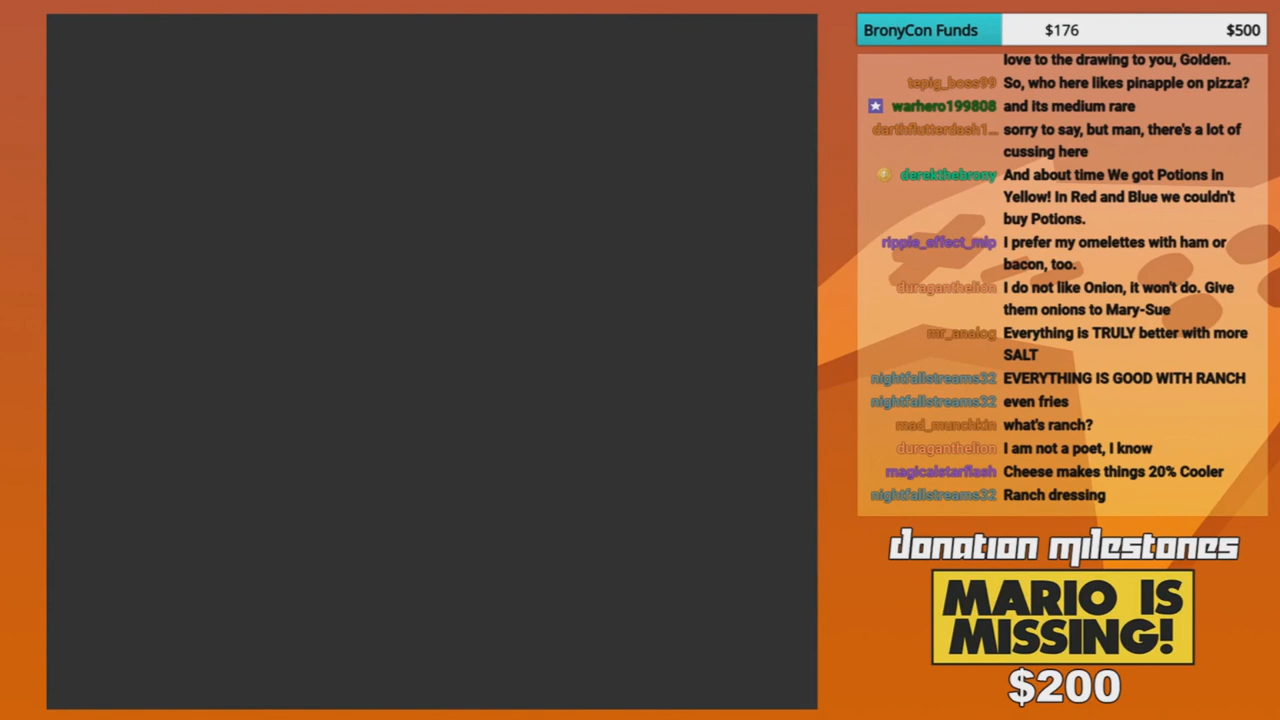 BronyCon Funds $176 $500
love to the drawing to you, Golden.
tepig_boss99 So, who here likes pinapple on pizza?
warhero199808 and its medium rare
darthflutterdash1... sorry to say, but man, there's a lot of
cussing here
derekthebrony And about time We got Potions in
Yellow! In Red and Blue we couldn't
buy Potions.
ripple_effect_mlp I prefer my omelettes with ham or
bacon, too.
duraganthelion I do not like Onion, it won't do. Give
them onions to Mary-Sue
mr_analog Everything is TRULY better with more
SALT
nightfallstreams32 EVERYTHING IS GOOD WITH RANCH
nightfallstreams32 even fries
mad_munchkin what's ranch?
duraganthelion I am not a poet, I know
magicalstarflash Cheese makes things 20% Cooler
nightfallstreams32 Ranch dressing
donation milestones
MARIO IS
MISSING!
$200